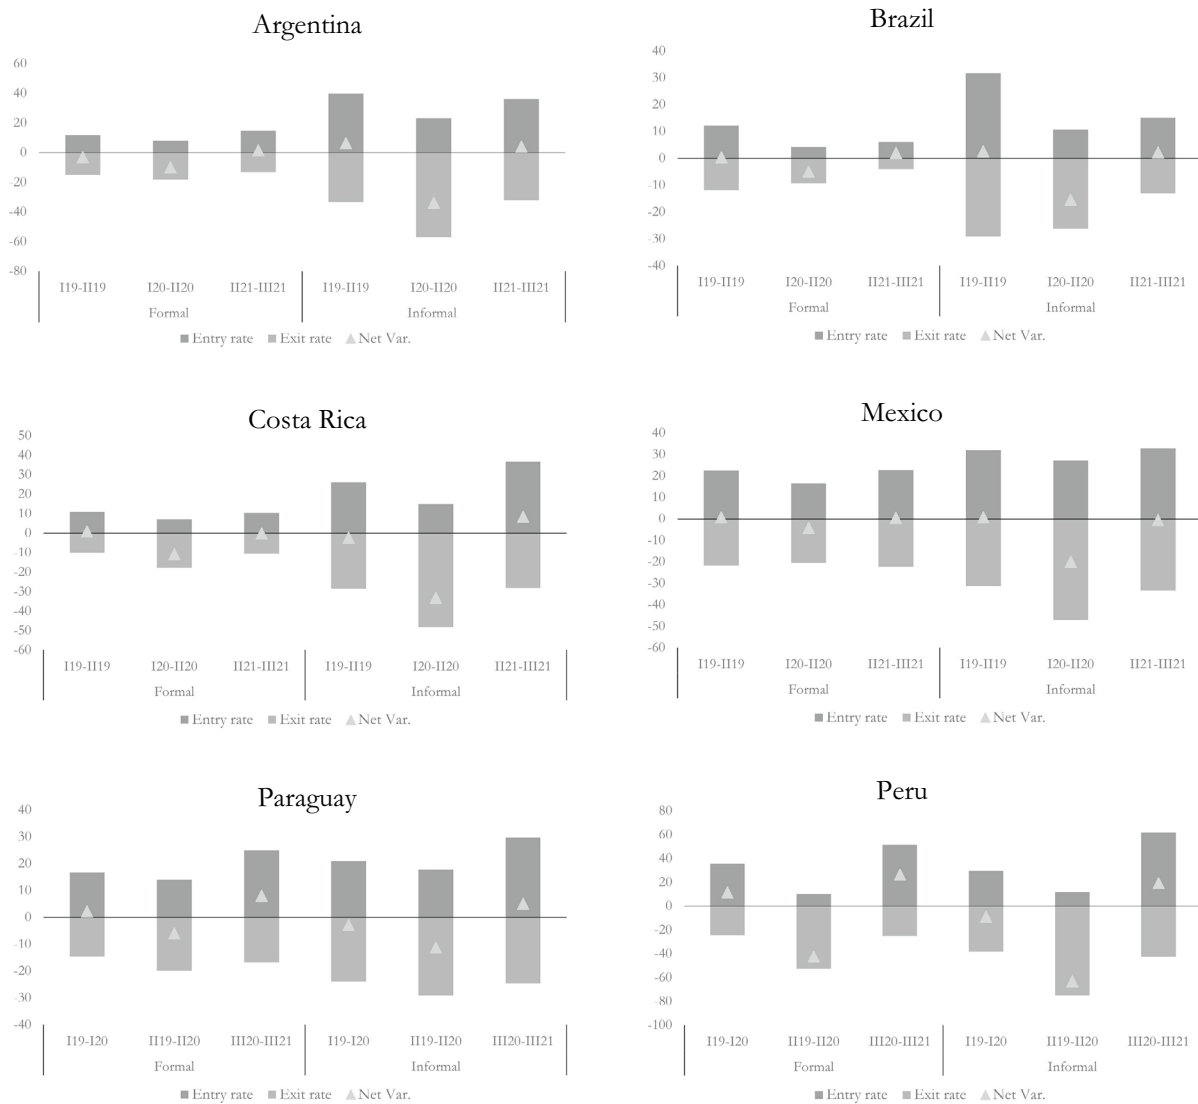 Argentina
60
40
20
0
-20
-40
-60
-80
I19-II19 I20-II20 II21-III21 I19-II19 I20-II20 II21-III21
Formal Informal
Entry rate Exit rate Net Var.
Brazil
40
30
20
10
0
-10
-20
-30
-40
I19-II19 I20-II20 II21-III21 I19-II19 I20-II20 II21-III21
Formal Informal
Entry rate Exit rate Net Var.
Costa Rica
50
40
30
20
10
0
-10
-20
-30
-40
-50
-60
I19-II19 I20-II20 II21-III21 I19-II19 I20-II20 II21-III21
Formal Informal
Entry rate Exit rate Net Var.
Mexico
40
30
20
10
0
-10
-20
-30
-40
-50
-60
I19-II19 I20-II20 II21-III21 I19-II19 I20-II20 II21-III21
Formal Informal
Entry rate Exit rate Net Var.
Paraguay
40
30
20
10
0
-10
-20
-30
-40
I19-I20 II19-II20 III20-III21 I19-I20 II19-II20 III20-III21
Formal Informal
Entry rate Exit rate Net Var.
Peru
80
60
40
20
0
-20
-40
-60
-80
-100
I19-I20 II19-II20 III20-III21 I19-I20 II19-II20 III20-III21
Formal Informal
Entry rate Exit rate Net Var.